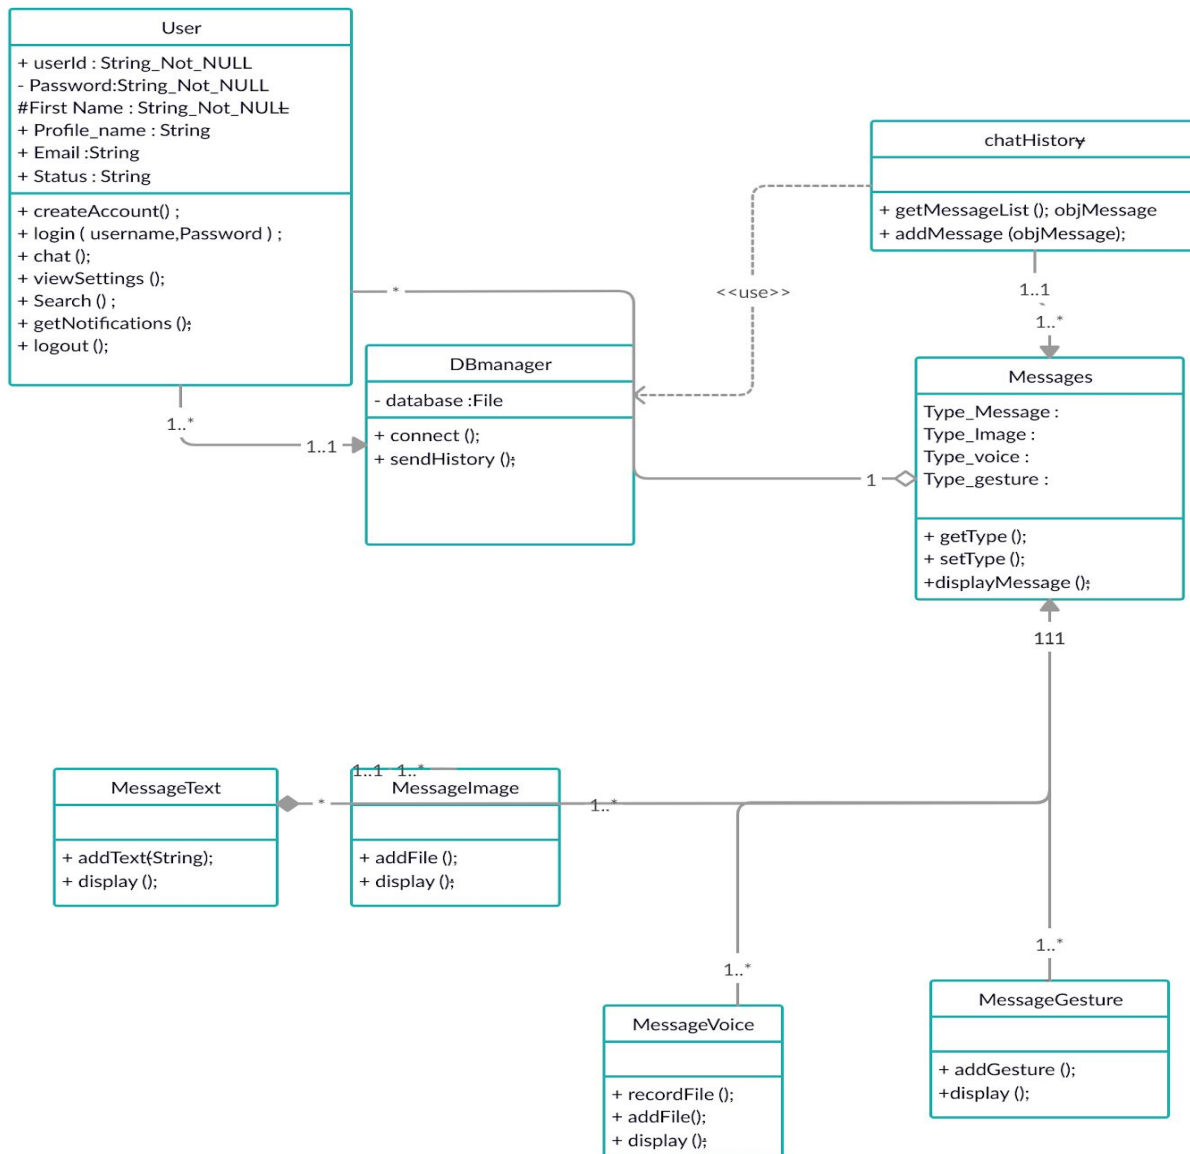 User
+ userId : String_Not_NULL
- Password:String_Not_NULL
#First Name : String_Not_NULL
+ Profile_name : String
+ Email :String
+ Status : String
+ createAccount() ;
+ login ( username,Password ) ;
+ chat ();
+ viewSettings ();
+ Search () ;
+ getNotifications ();
+ logout ();
chatHistory
+ getMessageList (); objMessage
+ addMessage (objMessage);
*
<<use>>
1..1
1..*
DBmanager
- database :File
+ connect ();
+ sendHistory ();
1..*
1..1
1
Messages
Type_Message :
Type_Image :
Type_voice :
Type_gesture :
+ getType ();
+ setType ();
+displayMessage ();
111
MessageText
+ addText(String);
+ display ();
*
1..1 1..*
MessageImage
+ addFile ();
+ display ();
1..*
1..*
MessageVoice
+ recordFile ();
+ addFile();
+ display ();
1..*
MessageGesture
+ addGesture ();
+display ();